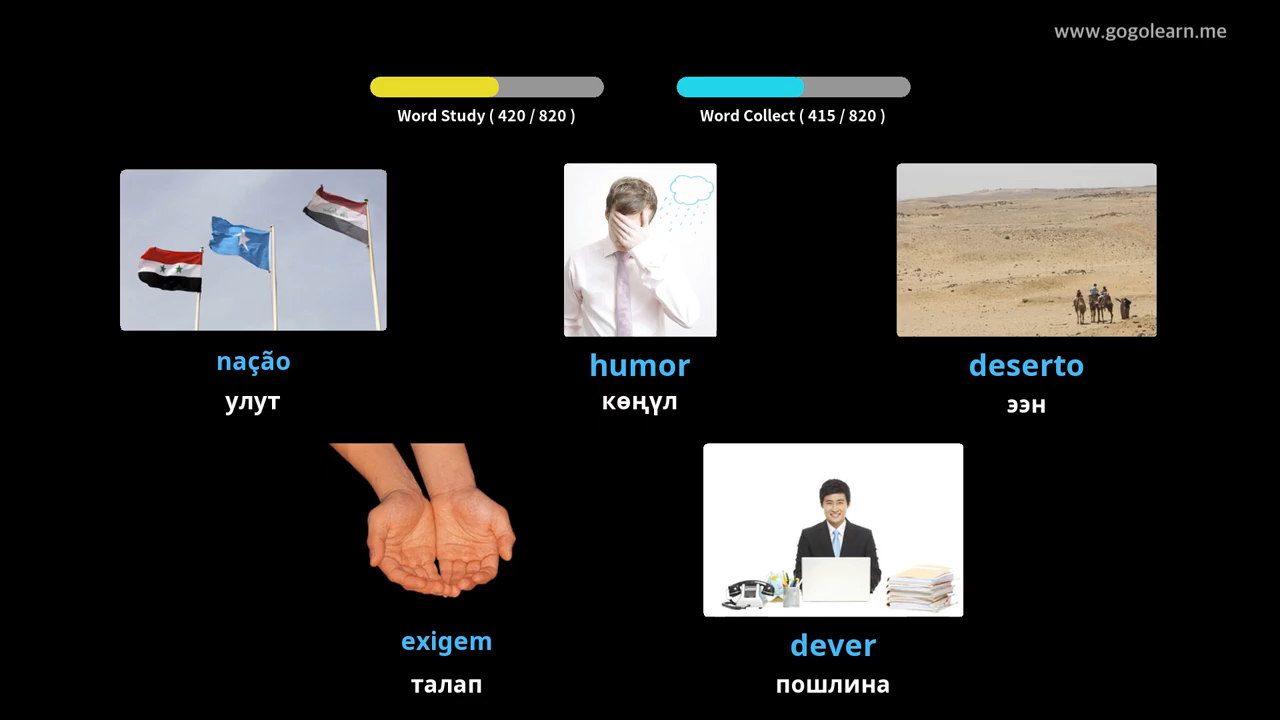 www.gogolearn.me
Word Study ( 420 / 820 )
Word Collect ( 415 / 820 )
nação
улут
humor
көңүл
deserto
ээн
exigem
талап
dever
пошлина